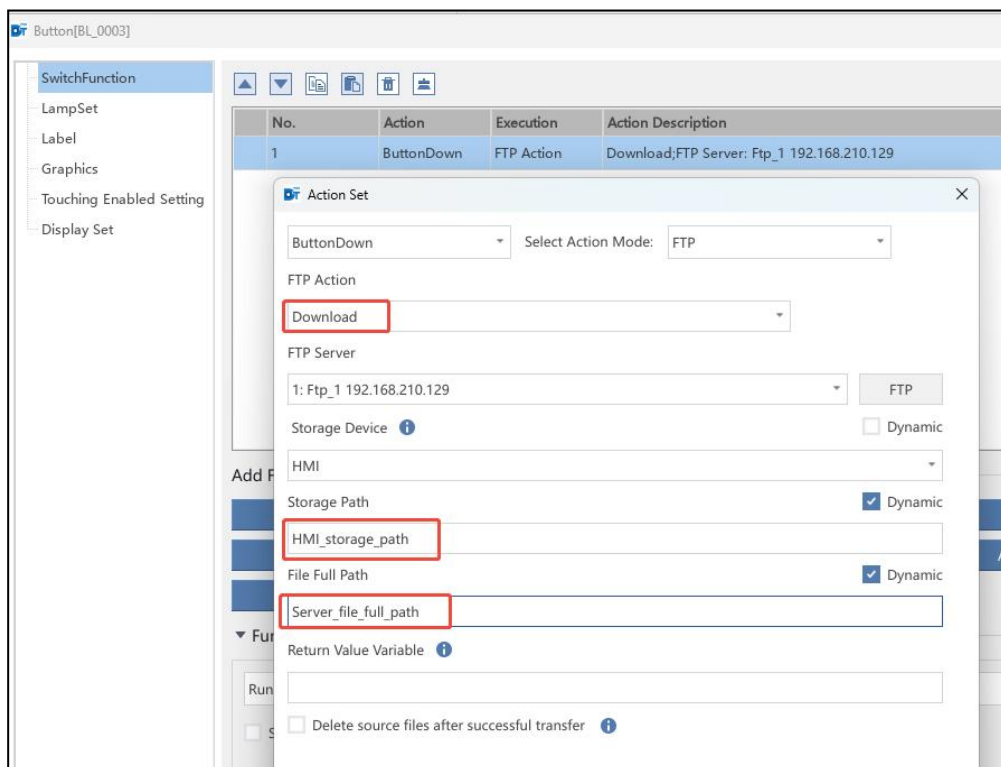 Button[BL_0003]
SwitchFunction
LampSet
Label
Graphics
Touching Enabled Setting
Display Set
No. Action Execution Action Description
1 ButtonDown FTP Action Download;FTP Server: Ftp_1 192.168.210.129
Action Set
ButtonDown Select Action Mode: FTP
FTP Action
Download
FTP Server
1: Ftp_1 192.168.210.129 FTP
Storage Device Dynamic
HMI
Add F
Storage Path Dynamic
HMI_storage_path
File Full Path Dynamic
Server_file_full_path
Return Value Variable
Fur
Run
Delete source files after successful transfer